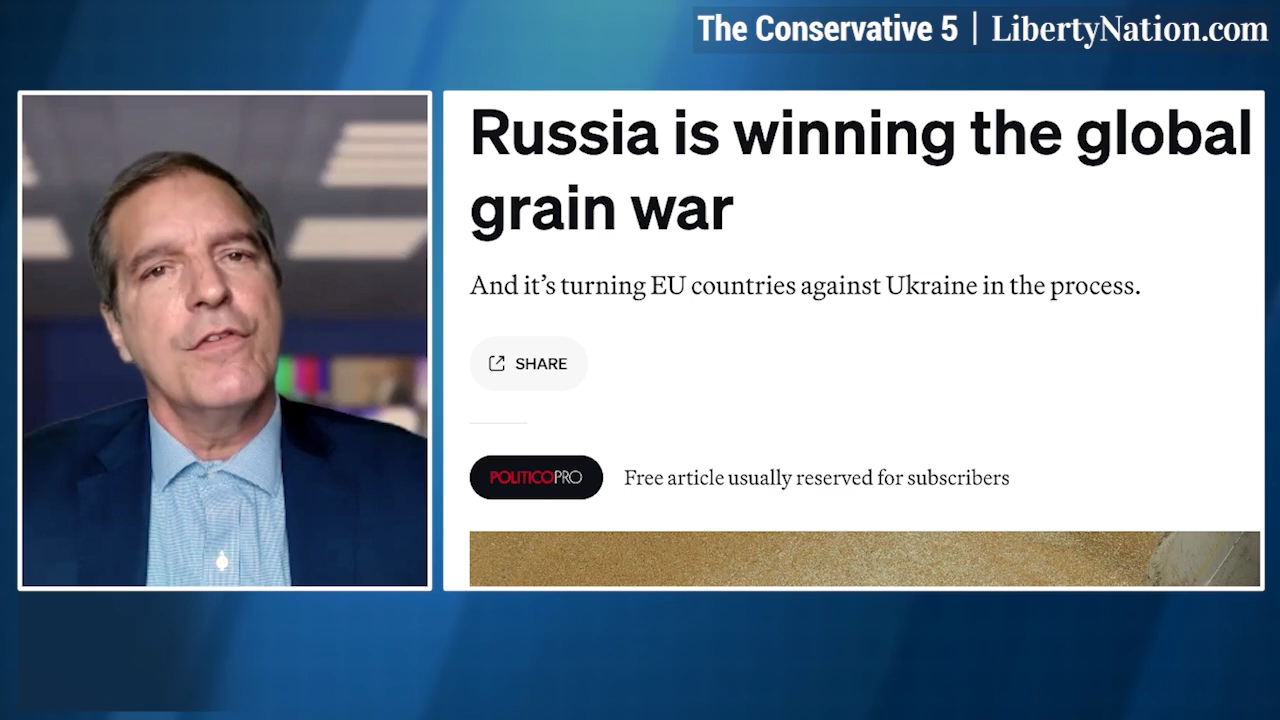 The Conservative 5 | LibertyNation.com
Russia is winning the global
grain war
And it’s turning EU countries against Ukraine in the process.
SHARE
POLITICOPRO
Free article usually reserved for subscribers